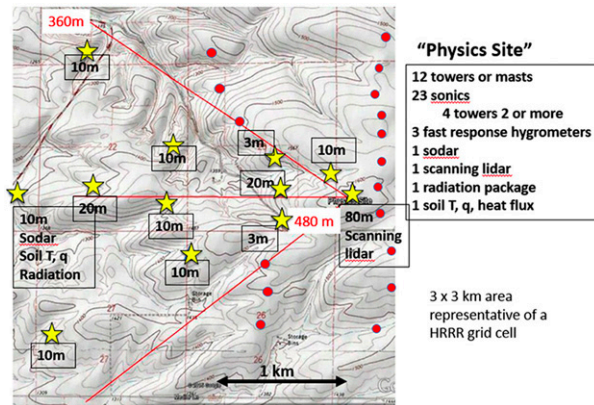 360m
10m
"Physics Site"
12 towers or masts
23 sonics
4 towers 2 or more
3 fast response hygrometers
1 sodar
1 scanning lidar
1 radiation package
1 soil T, q, heat flux
22
3m
10m
10m
20m
10m
Sodar
Soil T, q
Radiation
20m
10m
480 m
80m
Scanning
lidar
3m
10m
3 x 3 km area
representative of a
HRRR grid cell
27
26
10m
1 km